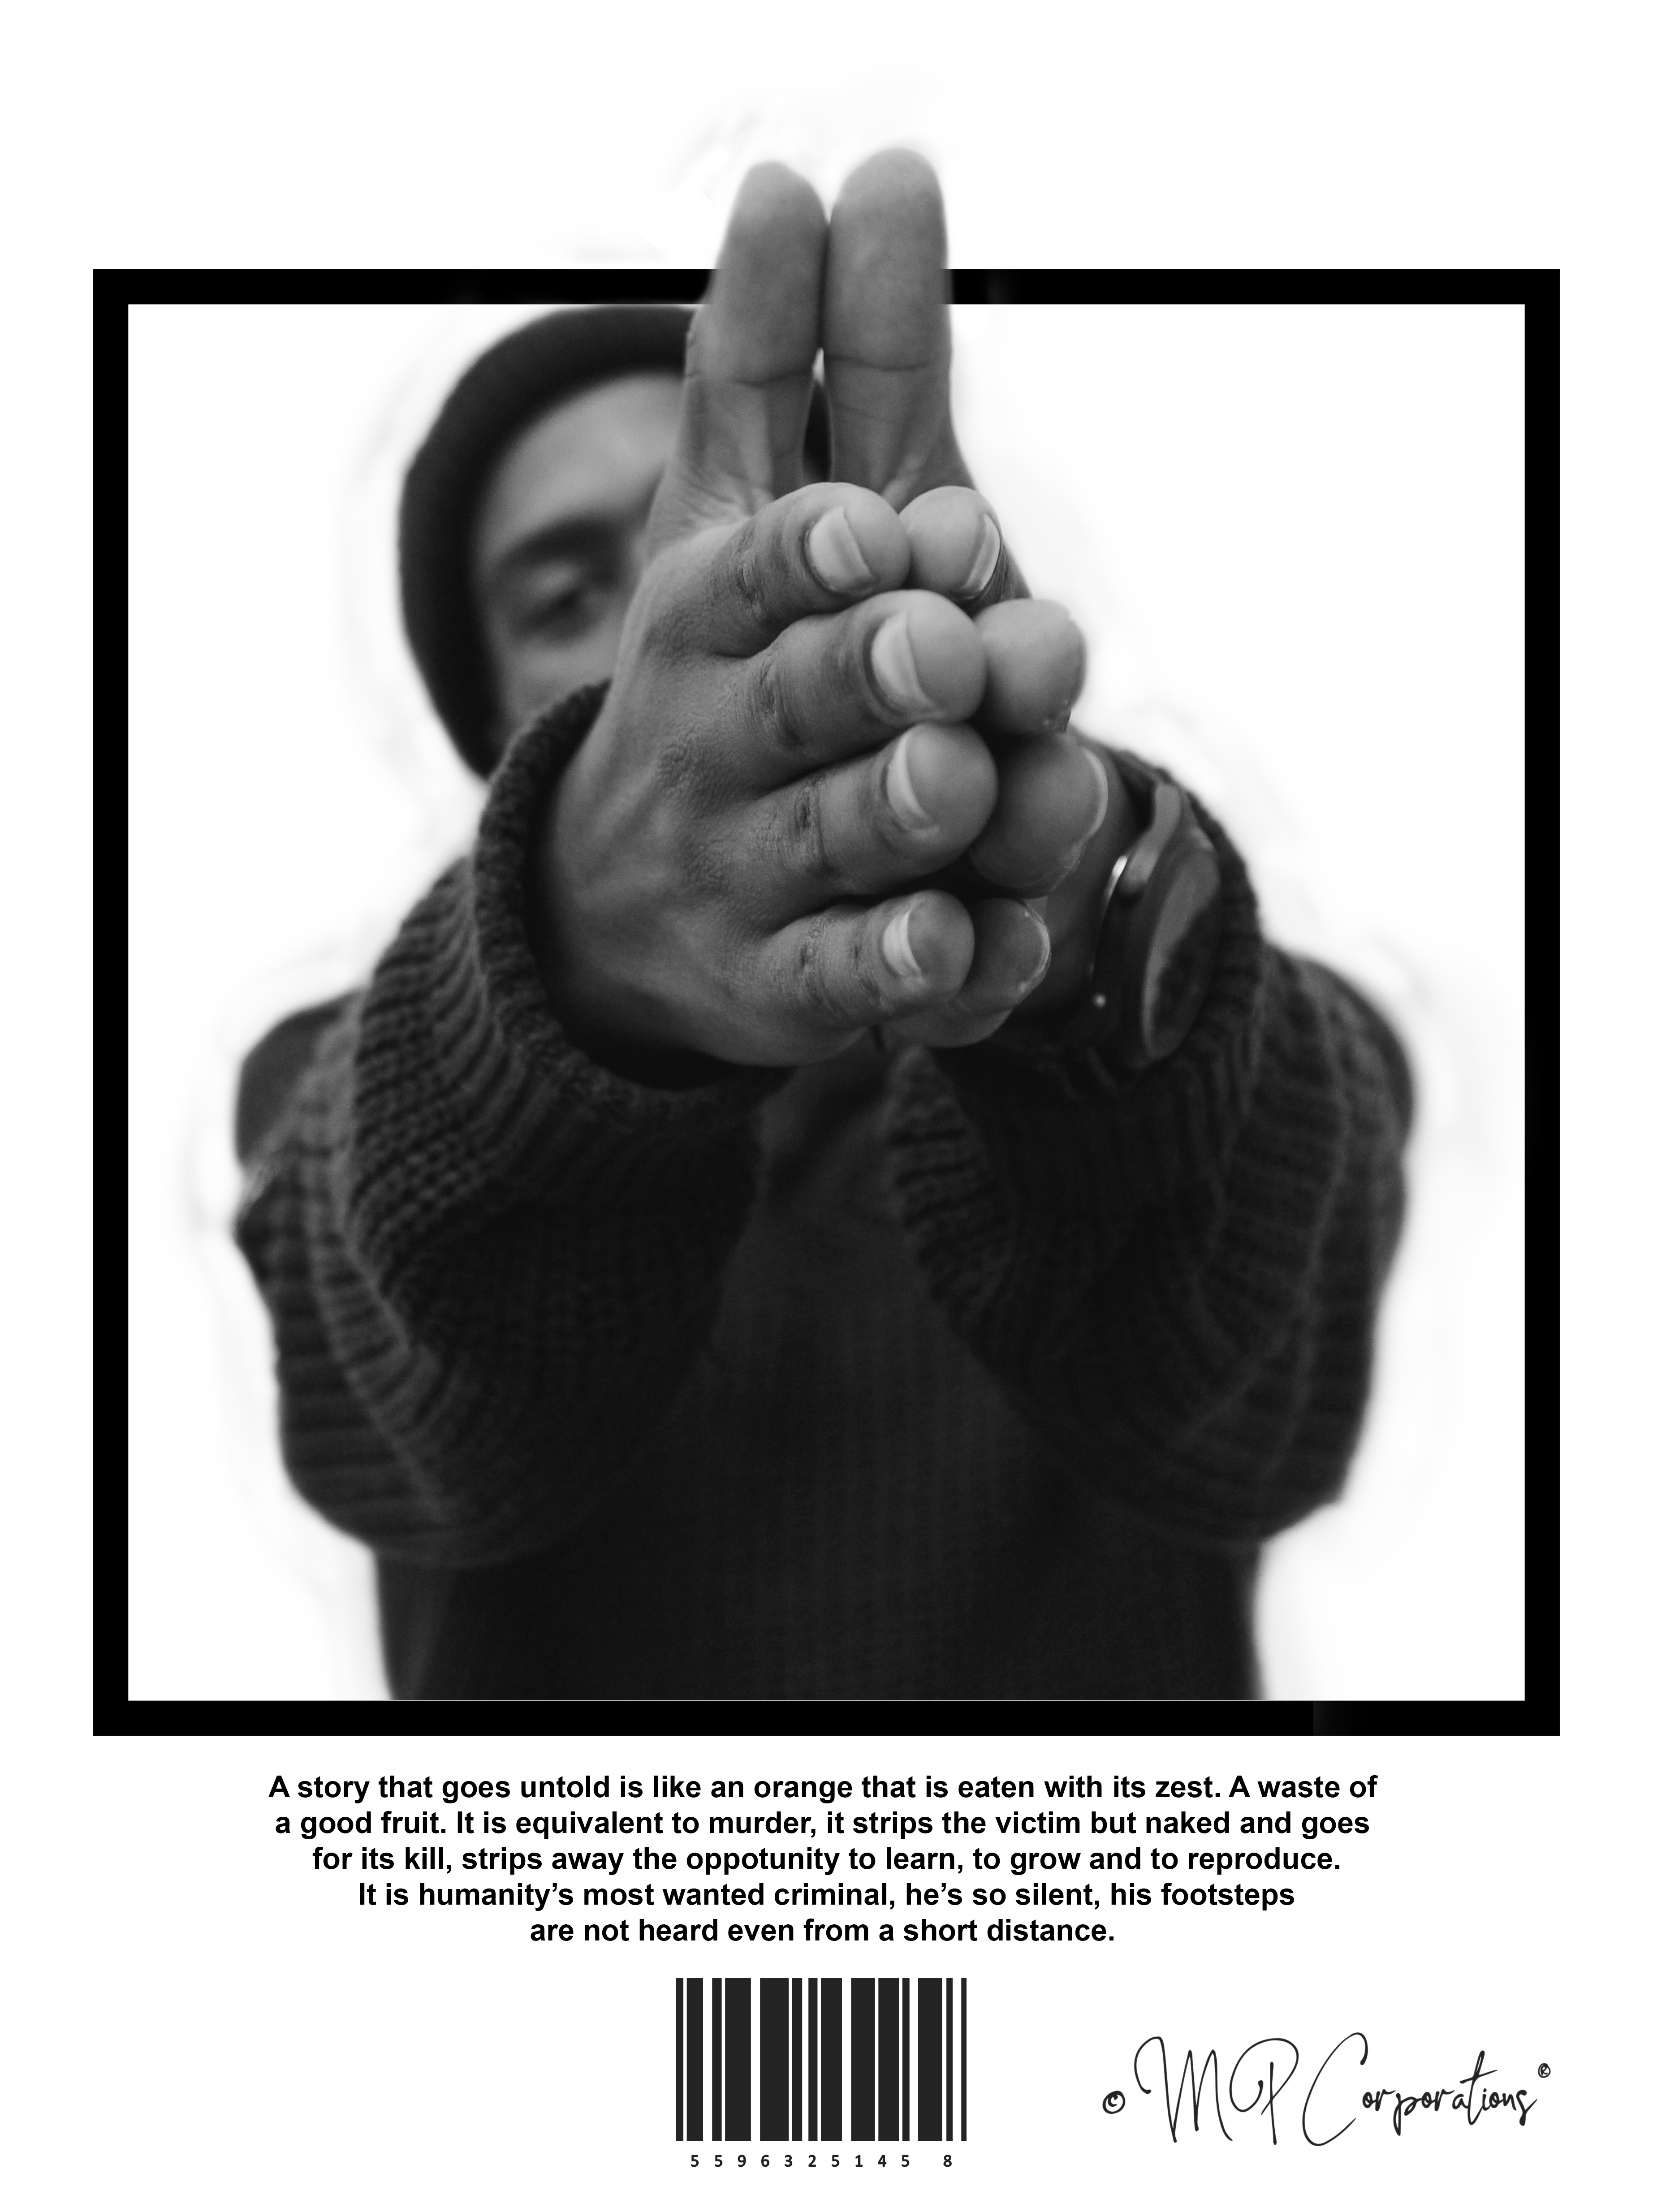 A story that goes untold is like an orange that is eaten with its zest. A waste of
a good fruit. It is equivalent to murder, it strips the victim but naked and goes
for its kill, strips away the oppotunity to learn, to grow and to reproduce.
It is humanity’s most wanted criminal, he’s so silent, his footsteps
are not heard even from a short distance.
5 5 9 6 3 2 5 1 4 5 8
© MP Corporations ®